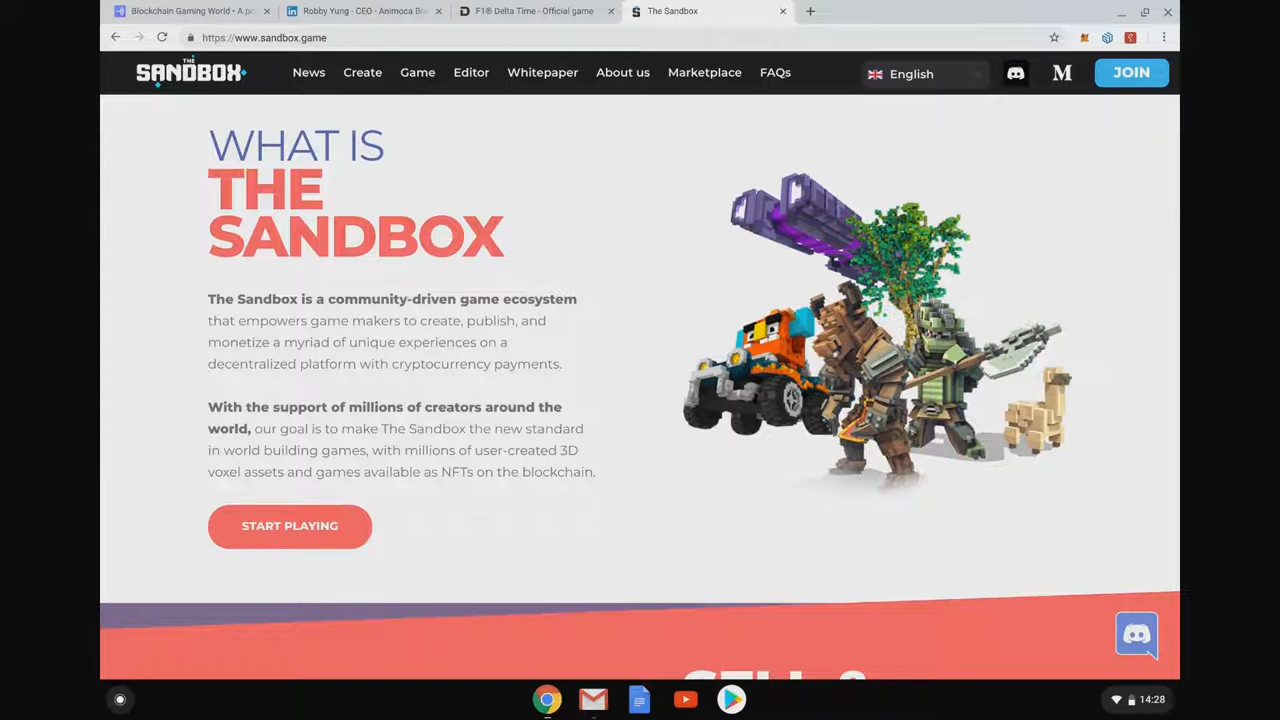 Blockchain Gaming World • A po
Robby Yung - CEO - Animoca Bra
F1® Delta Time - Official game
The Sandbox
https://www.sandbox.game
THE
SANDBOX
News
Create
Game
Editor
Whitepaper
About us
Marketplace
FAQs
English
M
JOIN
WHAT IS
THE
SANDBOX
The Sandbox is a community-driven game ecosystem
that empowers game makers to create, publish, and
monetize a myriad of unique experiences on a
decentralized platform with cryptocurrency payments.
With the support of millions of creators around the
world, our goal is to make The Sandbox the new standard
in world building games, with millions of user-created 3D
voxel assets and games available as NFTs on the blockchain.
START PLAYING
14:28